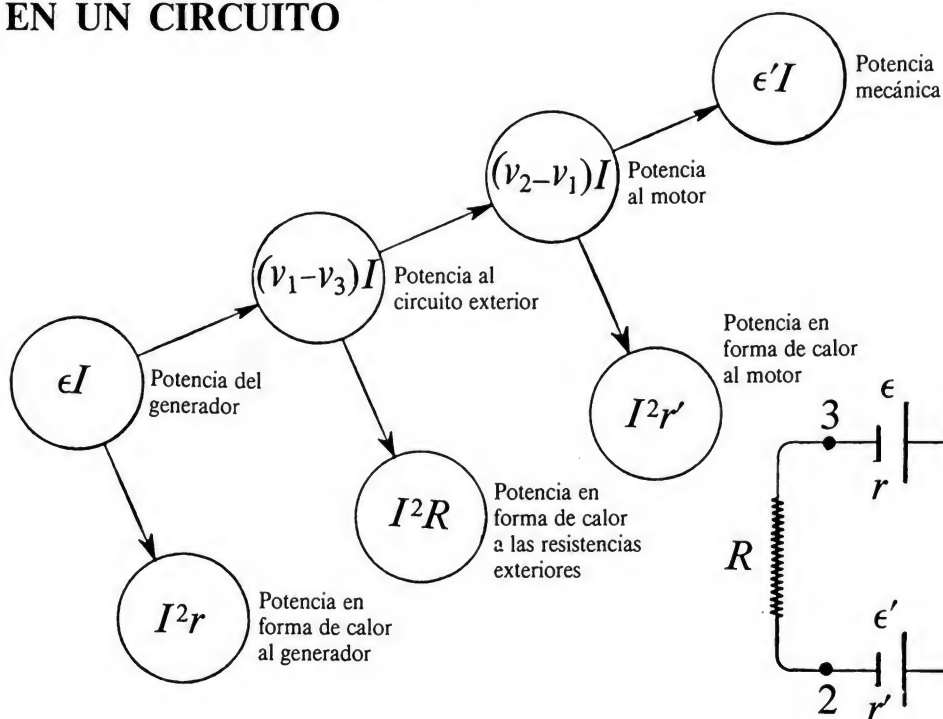 EN UN CIRCUITO
ϵ′I
Potencia
mecánica
(v₂–v₁)I
Potencia
al motor
(v₁–v₃)I
Potencia al
circuito exterior
ϵI
Potencia del
generador
Potencia en
forma de calor
al motor
I²r′
I²R
Potencia en
forma de calor
a las resistencias
exteriores
I²r
Potencia en
forma de calor
al generador
3
ϵ
r
R
ϵ′
2
r′